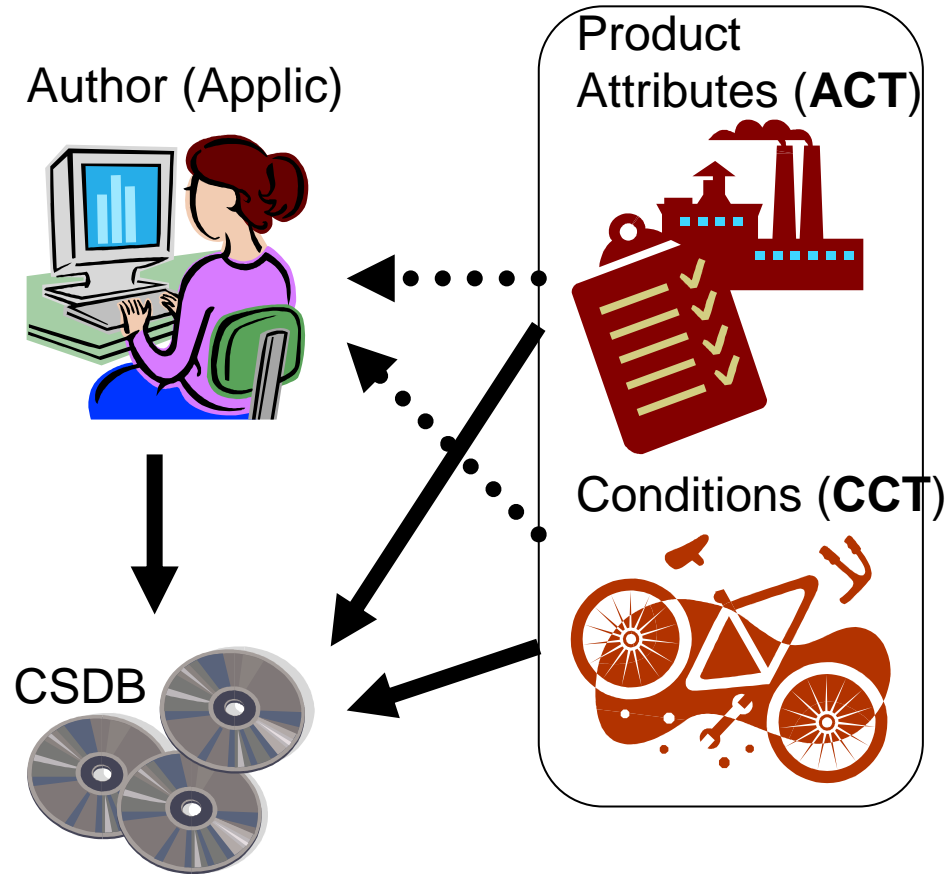 Author (Applic)
Product
Attributes (ACT)
Conditions (CCT)
CSDB